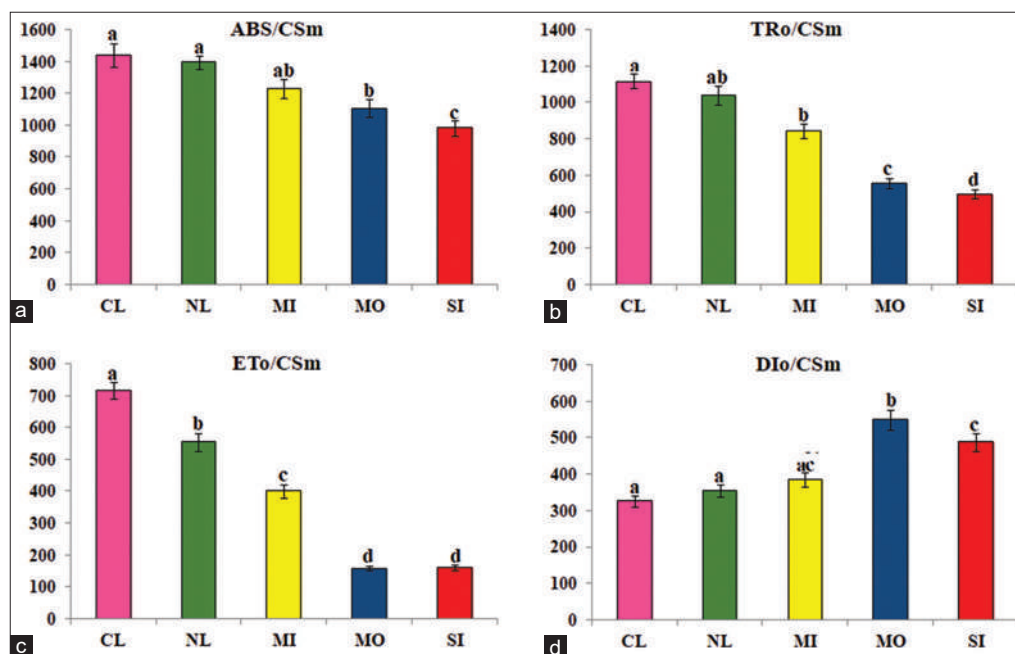 ABS/CSm
1600
1400
1200
1000
800
600
400
200
0
a
a
ab
b
c
CL NL MI MO SI
a
TRo/CSm
1400
1200
1000
800
600
400
200
0
a
ab
b
c
d
CL NL MI MO SI
b
ETo/CSm
800
700
600
500
400
300
200
100
0
a
b
c
d
d
CL NL MI MO SI
c
DIo/CSm
700
600
500
400
300
200
100
0
a
a
ac
b
c
CL NL MI MO SI
d